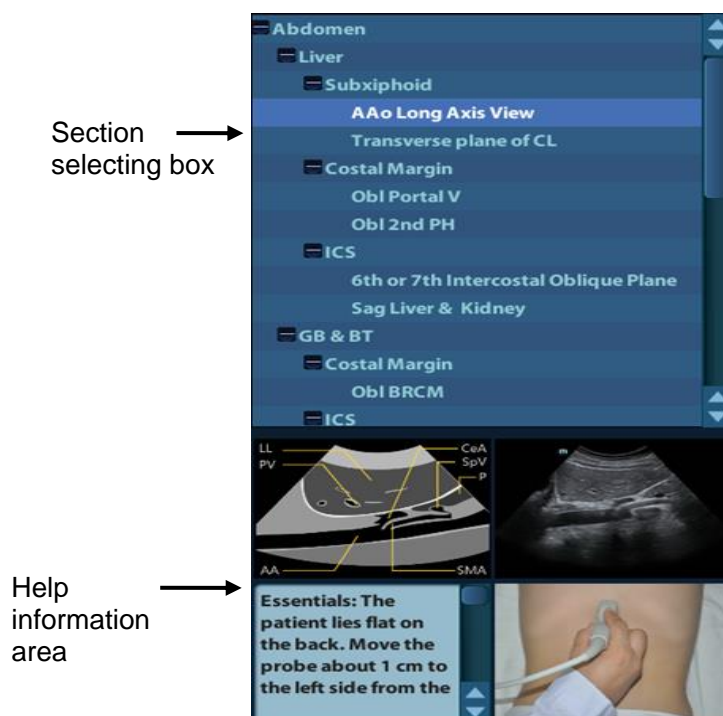 Abdomen
Liver
Subxiphoid
AAo Long Axis View
Transverse plane of CL
Costal Margin
Obl Portal V
Obl 2nd PH
ICS
6th or 7th Intercostal Oblique Plane
Sag Liver & Kidney
GB & BT
Costal Margin
Obl BRCM
ICS
Section
selecting box
LL
PV
CeA
SpV
P
AA
SMA
m
Help
information
area
Essentials: The
patient lies flat on
the back. Move the
probe about 1 cm to
the left side from the